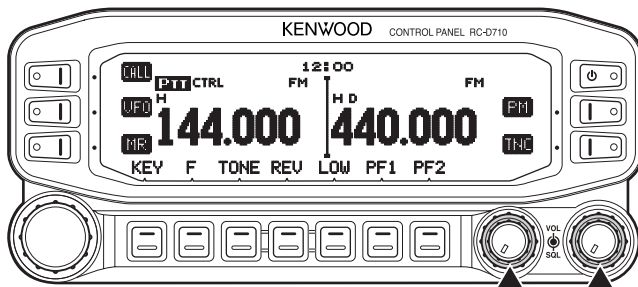 KENWOOD CONTROL PANEL RC-D710
12:00
CALL PTT CTRL FM FM
H H D
VFO 144.000 440.000 PM
MR TNC
KEY F TONE REV LOW PF1 PF2
VOL
SQL